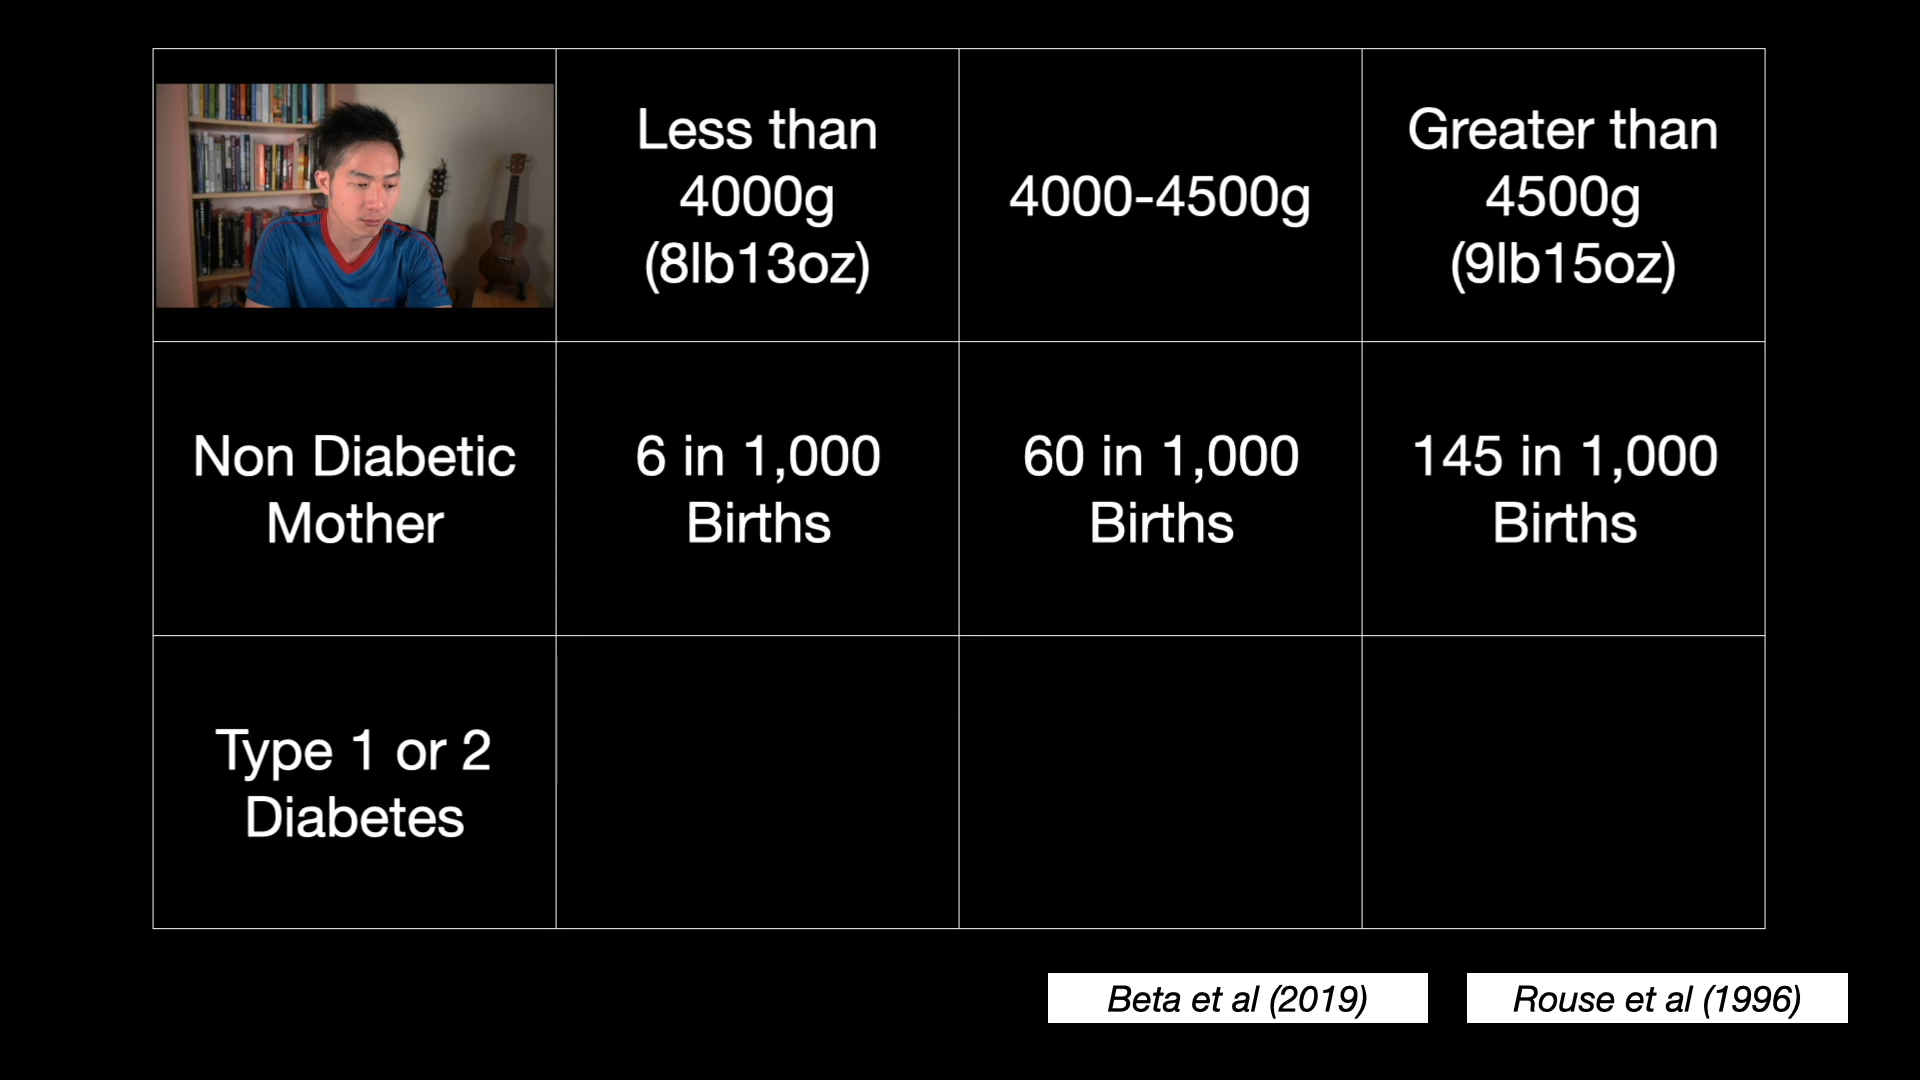 Less than
4000g
(8lb13oz)
4000-4500g
Greater than
4500g
(9lb15oz)
Non Diabetic
Mother
6 in 1,000
Births
60 in 1,000
Births
145 in 1,000
Births
Type 1 or 2
Diabetes
Beta et al (2019)
Rouse et al (1996)